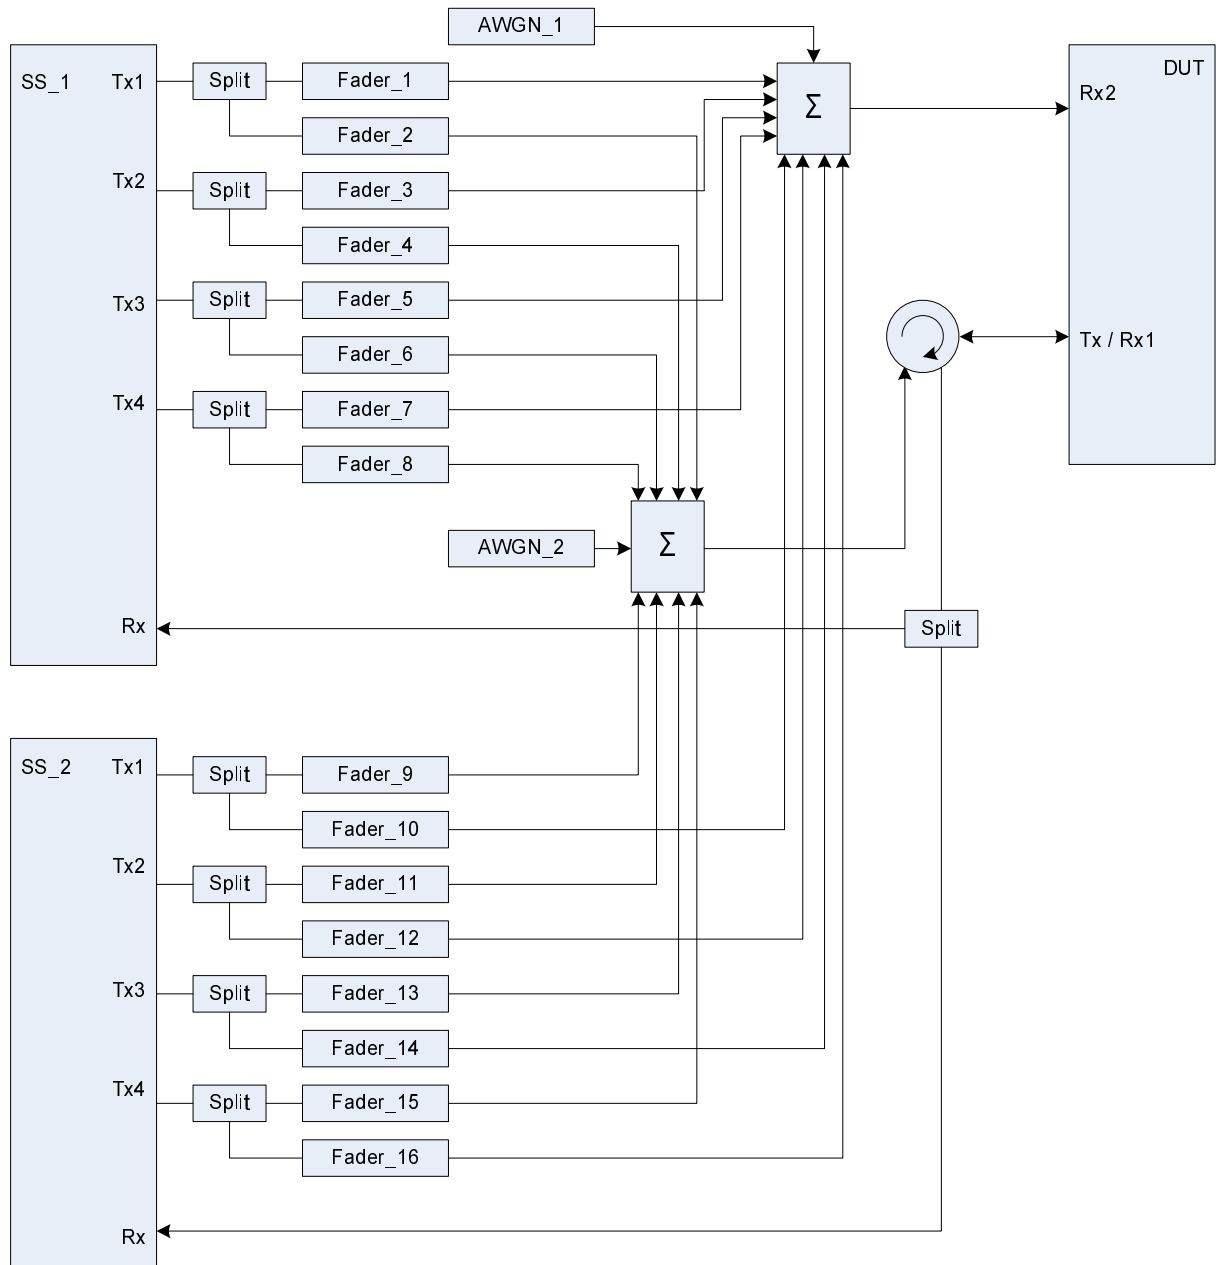 AWGN_1
SS_1
Tx1
Split
Fader_1
Σ
DUT
Rx2
Fader_2
Tx2
Split
Fader_3
Fader_4
Tx3
Split
Fader_5
Fader_6
Tx / Rx1
Tx4
Split
Fader_7
Fader_8
AWGN_2
Σ
Rx
Split
SS_2
Tx1
Split
Fader_9
Fader_10
Tx2
Split
Fader_11
Fader_12
Tx3
Split
Fader_13
Fader_14
Tx4
Split
Fader_15
Fader_16
Rx